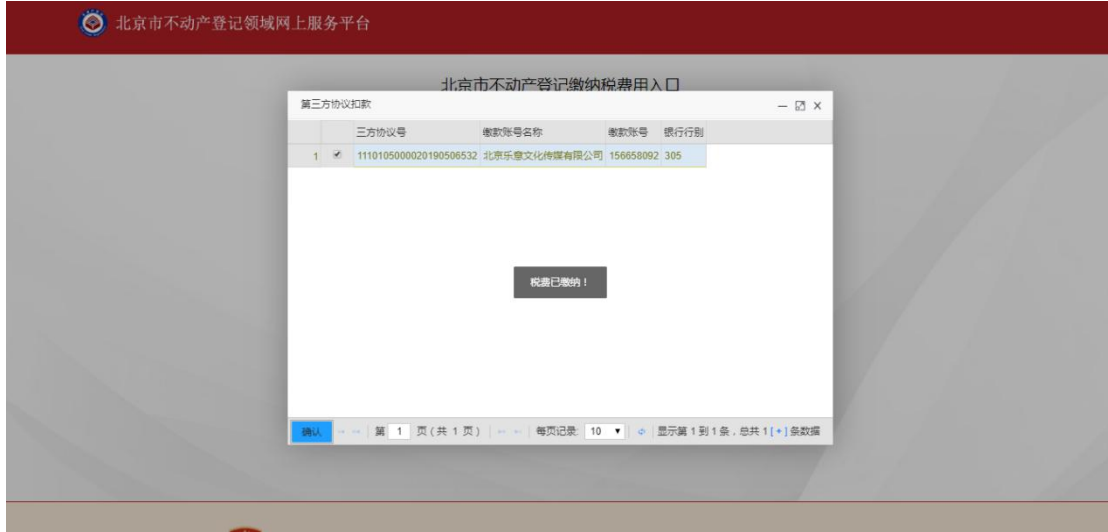 北京市不动产登记领域网上服务平台
北京市不动产登记缴纳税费用入口
第三方协议扣款
三方协议号 缴款账号名称 缴款账号 银行行别
1 1110105000020190506532 北京乐意文化传媒有限公司 156658092 305
税费已缴纳！
确认 第 1 页(共 1 页) 每页记录: 10 显示第 1 到 1 条，总共 1 [+] 条数据